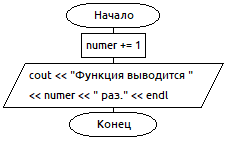 Начало
numer += 1
cout << "Функция выводится "
<< numer << " раз." << endl
Конец